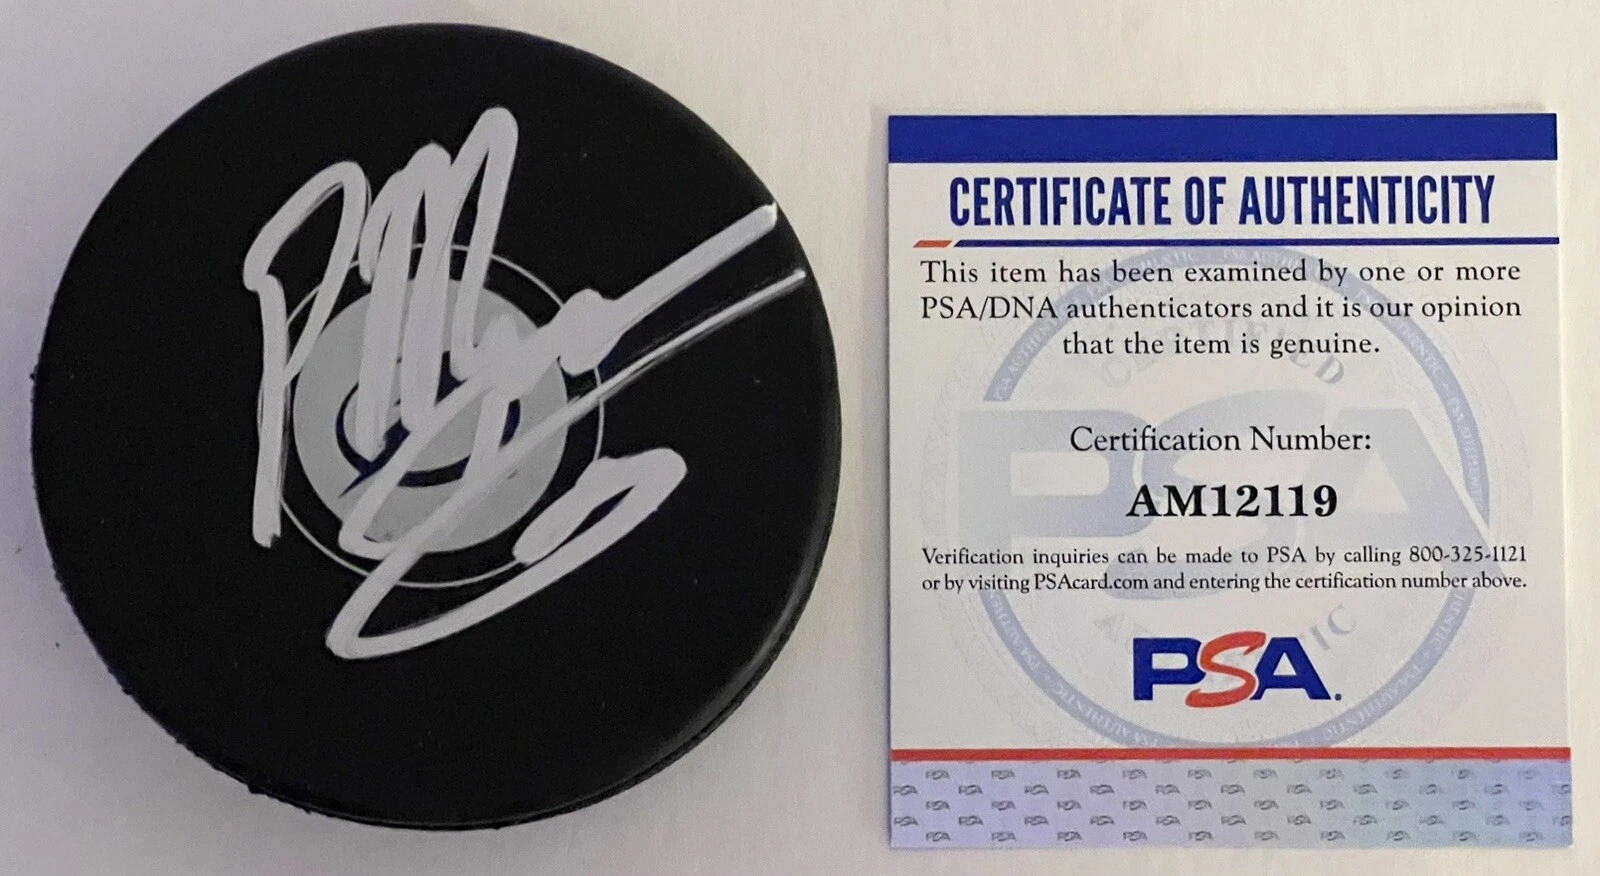 CERTIFICATE OF AUTHENTICITY
This item has been examined by one or more
PSA/DNA authenticators and it is our opinion
that the item is genuine.
Certification Number:
AM12119
Verification inquiries can be made to PSA by calling 800-325-1121
or by visiting PSAcard.com and entering the certification number above.
PSA.